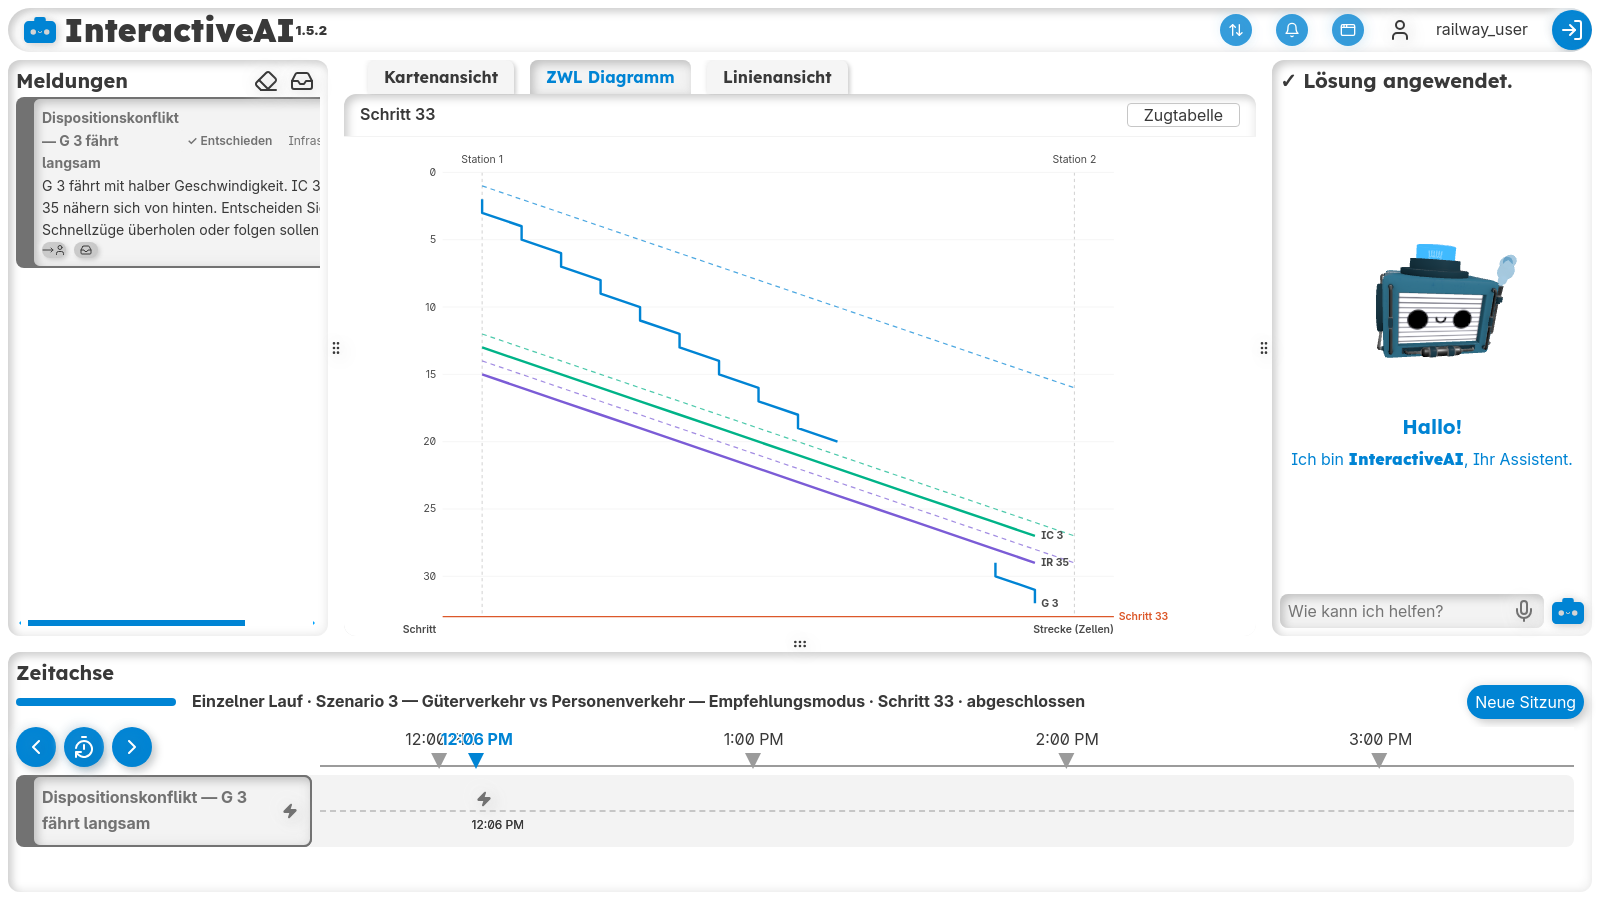 InteractiveAI 1.5.2
railway_user
Meldungen
Dispositionskonflikt
— G 3 fährt
langsam
✓ Entschieden
Infras
G 3 fährt mit halber Geschwindigkeit. IC 3
35 nähern sich von hinten. Entscheiden Si
Schnellzüge überholen oder folgen sollen
Kartenansicht
ZWL Diagramm
Linienansicht
Schritt 33
Zugtabelle
Station 1
Station 2
0
5
10
15
20
25
30
IC 3
IR 35
G 3
Schritt 33
Schritt
Strecke (Zellen)
✓ Lösung angewendet.
Hallo!
Ich bin InteractiveAI, Ihr Assistent.
Wie kann ich helfen?
Zeitachse
Einzelner Lauf · Szenario 3 — Güterverkehr vs Personenverkehr — Empfehlungsmodus · Schritt 33 · abgeschlossen
Neue Sitzung
12:00
12:06 PM
1:00 PM
2:00 PM
3:00 PM
Dispositionskonflikt — G 3
fährt langsam
12:06 PM